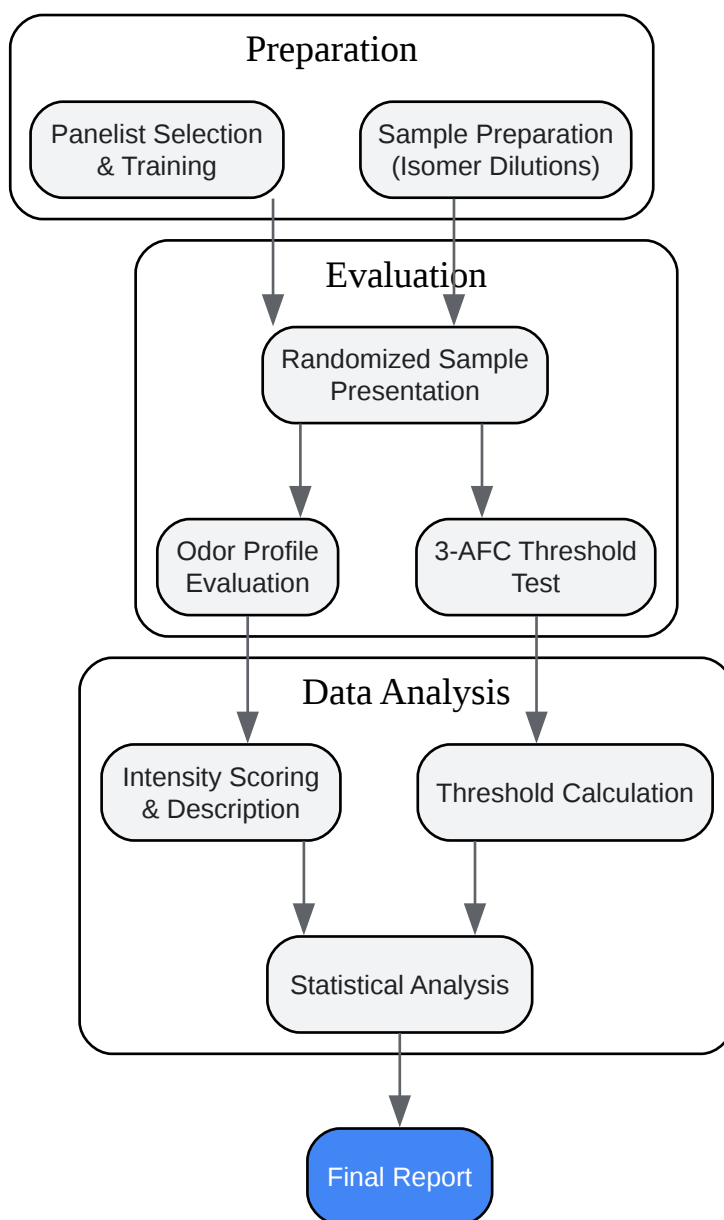 Preparation
Panelist Selection
& Training
Sample Preparation
(Isomer Dilutions)
Evaluation
Randomized Sample
Presentation
Odor Profile
Evaluation
3-AFC Threshold
Test
Data Analysis
Intensity Scoring
& Description
Threshold Calculation
Statistical Analysis
Final Report